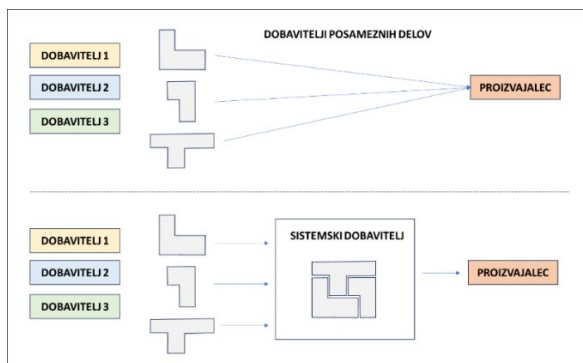 DOBAVITELJI POSAMEZNIH DELOV
DOBAVITELJ 1
DOBAVITELJ 2
DOBAVITELJ 3
PROIZVAJALEC
DOBAVITELJ 1
DOBAVITELJ 2
DOBAVITELJ 3
SISTEMSKI DOBAVITELJ
PROIZVAJALEC